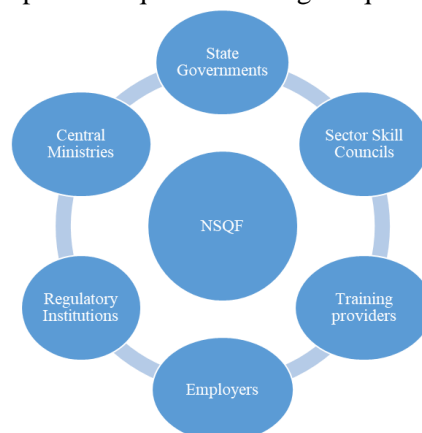 State
Governments
Central
Ministries
Sector Skill
Councils
NSQF
Regulatory
Institutions
Training
providers
Employers